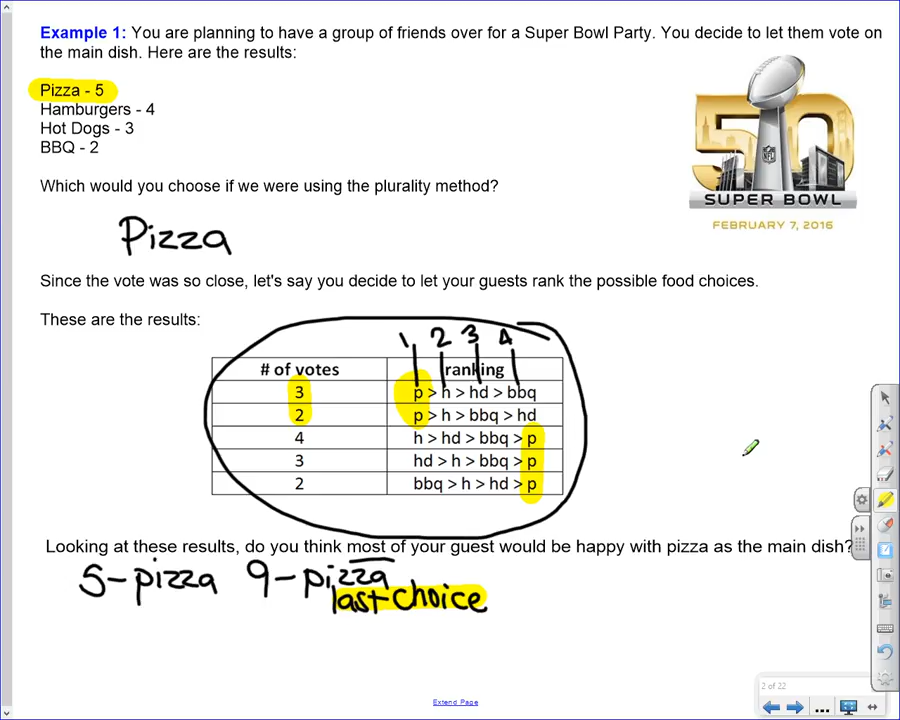 Example 1: You are planning to have a group of friends over for a Super Bowl Party. You decide to let them vote on
the main dish. Here are the results:
Pizza - 5
Hamburgers - 4
Hot Dogs - 3
BBQ - 2
50
NFL
SUPER BOWL
FEBRUARY 7, 2016
Which would you choose if we were using the plurality method?
Pizza
Since the vote was so close, let's say you decide to let your guests rank the possible food choices.
These are the results:
1 2 3 4
# of votes ranking
3 p > h > hd > bbq
2 p > h > bbq > hd
4 h > hd > bbq > p
3 hd > h > bbq > p
2 bbq > h > hd > p
Looking at these results, do you think most of your guest would be happy with pizza as the main dish?
5-pizza 9-pizza
last choice
2 of 22
...
Extend Page